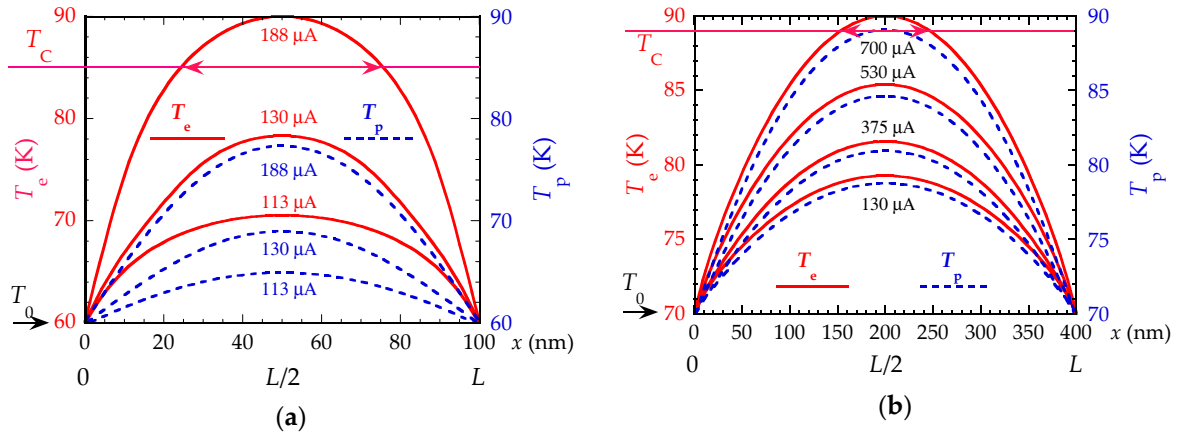 90
188 µA
T_C
80
T_e
130 µA
T_p
188 µA
T_e (K)
70
113 µA
130 µA
113 µA
T_0
60
0 20 40 60 80 100 x (nm)
0 L/2 L
90
80
T_p (K)
70
60
(a)
90
T_C
700 µA
530 µA
85
375 µA
T_e (K)
80
130 µA
75
T_e
T_p
T_0
70
0 50 100 150 200 250 300 350 400 x (nm)
0 L/2 L
90
85
T_p (K)
80
75
70
(b)